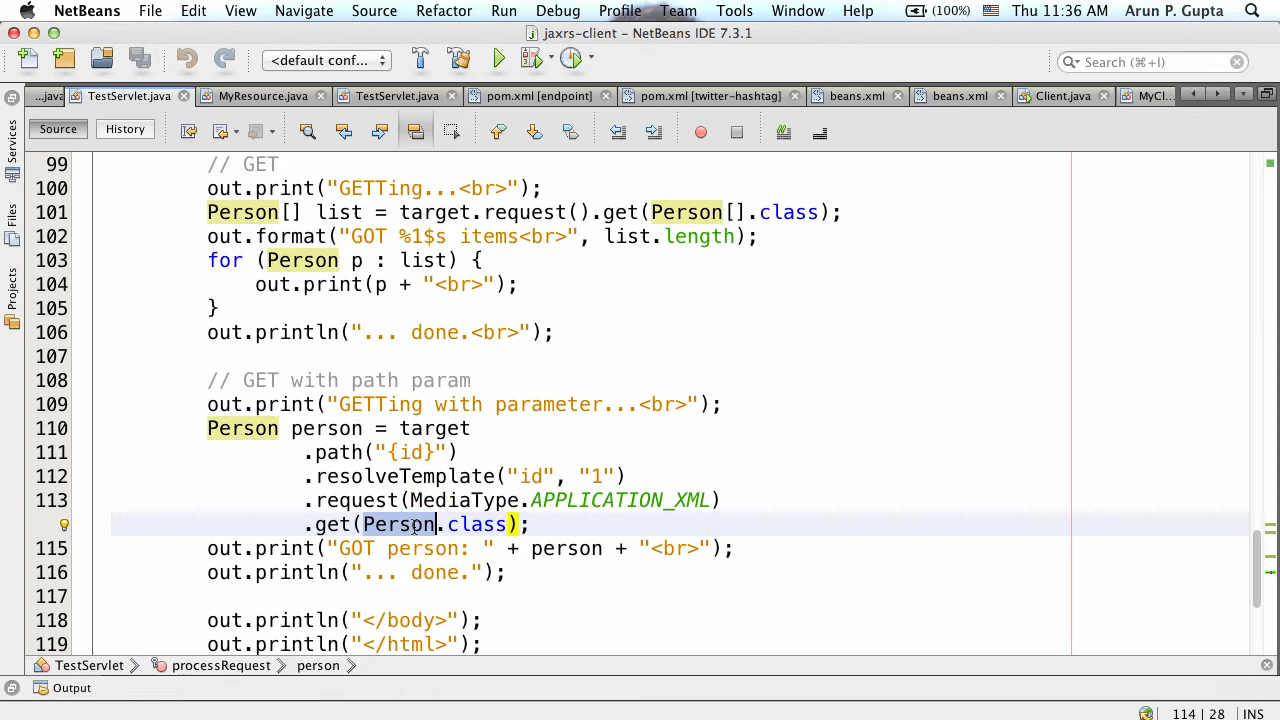 NetBeans File Edit View Navigate Source Refactor Run Debug Profile Team Tools Window Help (100%) Thu 11:36 AM Arun P. Gupta
jaxrs-client – NetBeans IDE 7.3.1
<default conf... Search (⌘+I)
...java TestServlet.java MyResource.java TestServlet.java pom.xml [endpoint] pom.xml [twitter-hashtag] beans.xml beans.xml Client.java MyCl...
Source History
Services
Files
Projects
99 // GET
100 out.print("GETTing...<br>");
101 Person[] list = target.request().get(Person[].class);
102 out.format("GOT %1$s items<br>", list.length);
103 for (Person p : list) {
104 out.print(p + "<br>");
105 }
106 out.println("... done.<br>");
107
108 // GET with path param
109 out.print("GETTing with parameter...<br>");
110 Person person = target
111 .path("{id}")
112 .resolveTemplate("id", "1")
113 .request(MediaType.APPLICATION_XML)
.get(Person.class);
115 out.print("GOT person: " + person + "<br>");
116 out.println("... done.");
117
118 out.println("</body>");
119 out.println("</html>");
TestServlet processRequest person
Output
114 | 28 INS